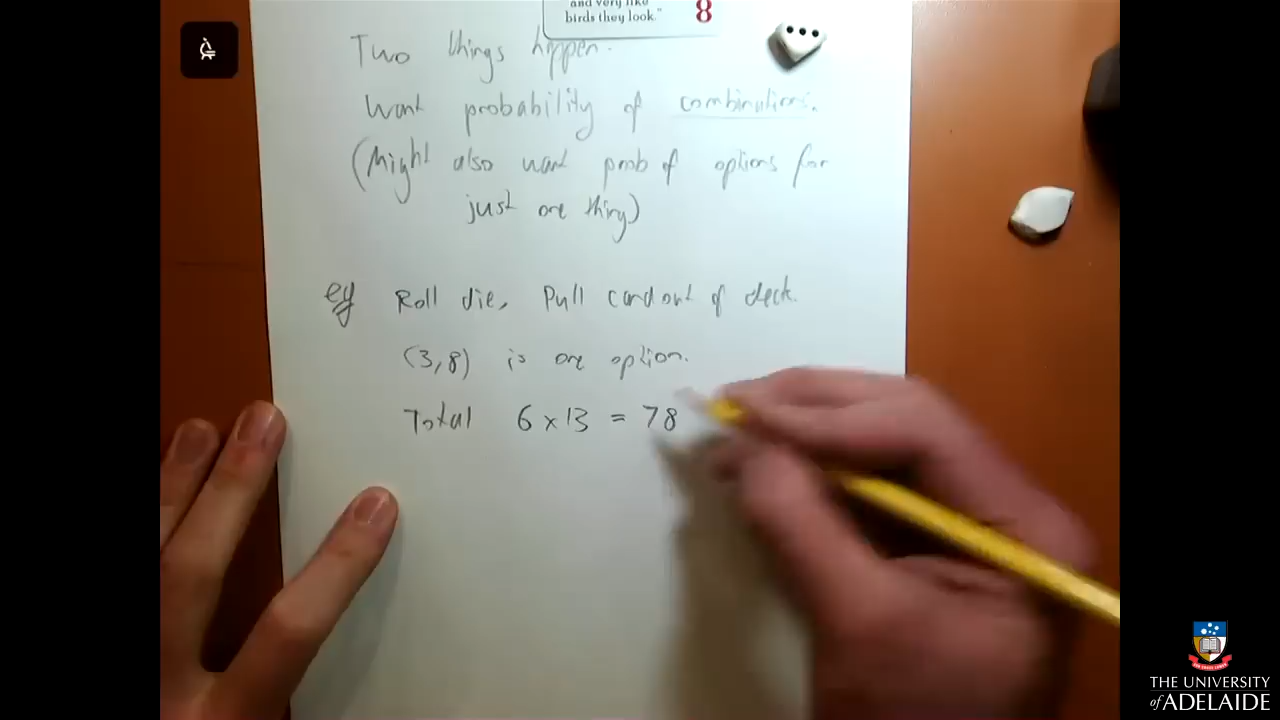 and very like
birds they look."
8
Two things happen.
Want probability of combinations.
(Might also want prob of options for
just one thing)
eg Roll die, Pull card out of deck.
(3,8) is one option.
Total 6 x 13 = 78
THE UNIVERSITY
of ADELAIDE